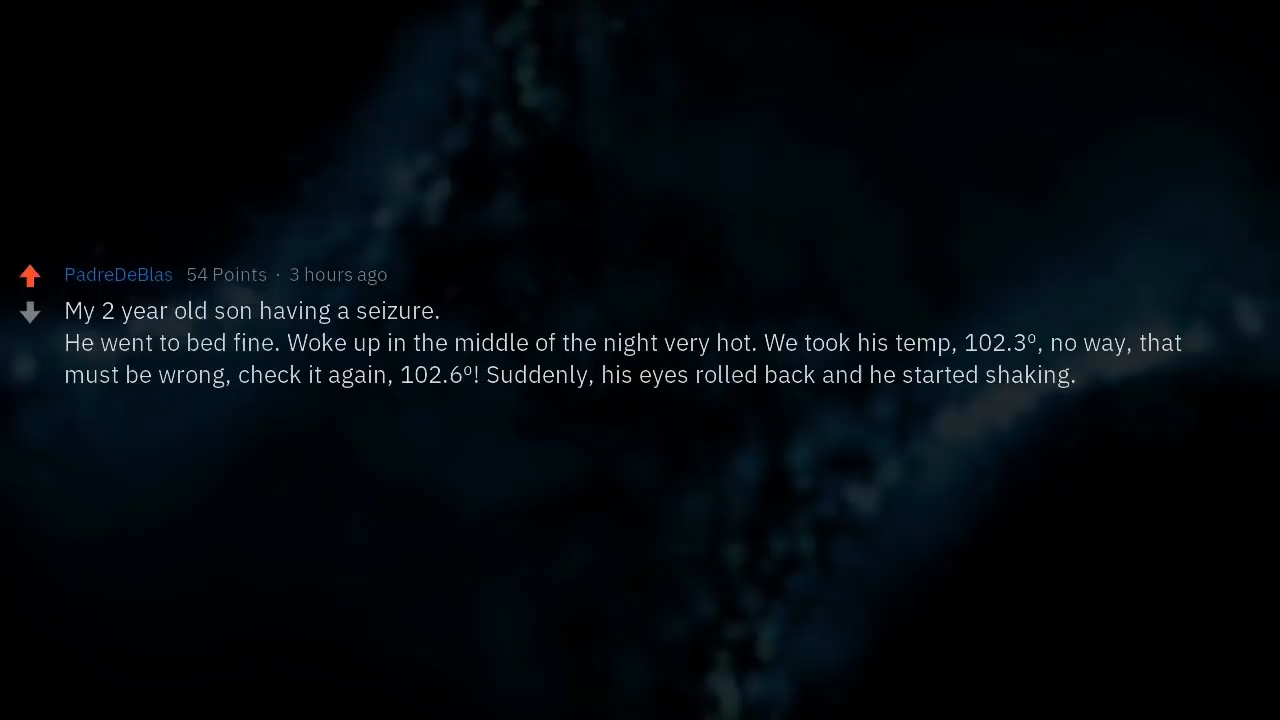 PadreDeBlas 54 Points · 3 hours ago
My 2 year old son having a seizure.
He went to bed fine. Woke up in the middle of the night very hot. We took his temp, 102.3º, no way, that
must be wrong, check it again, 102.6º! Suddenly, his eyes rolled back and he started shaking.